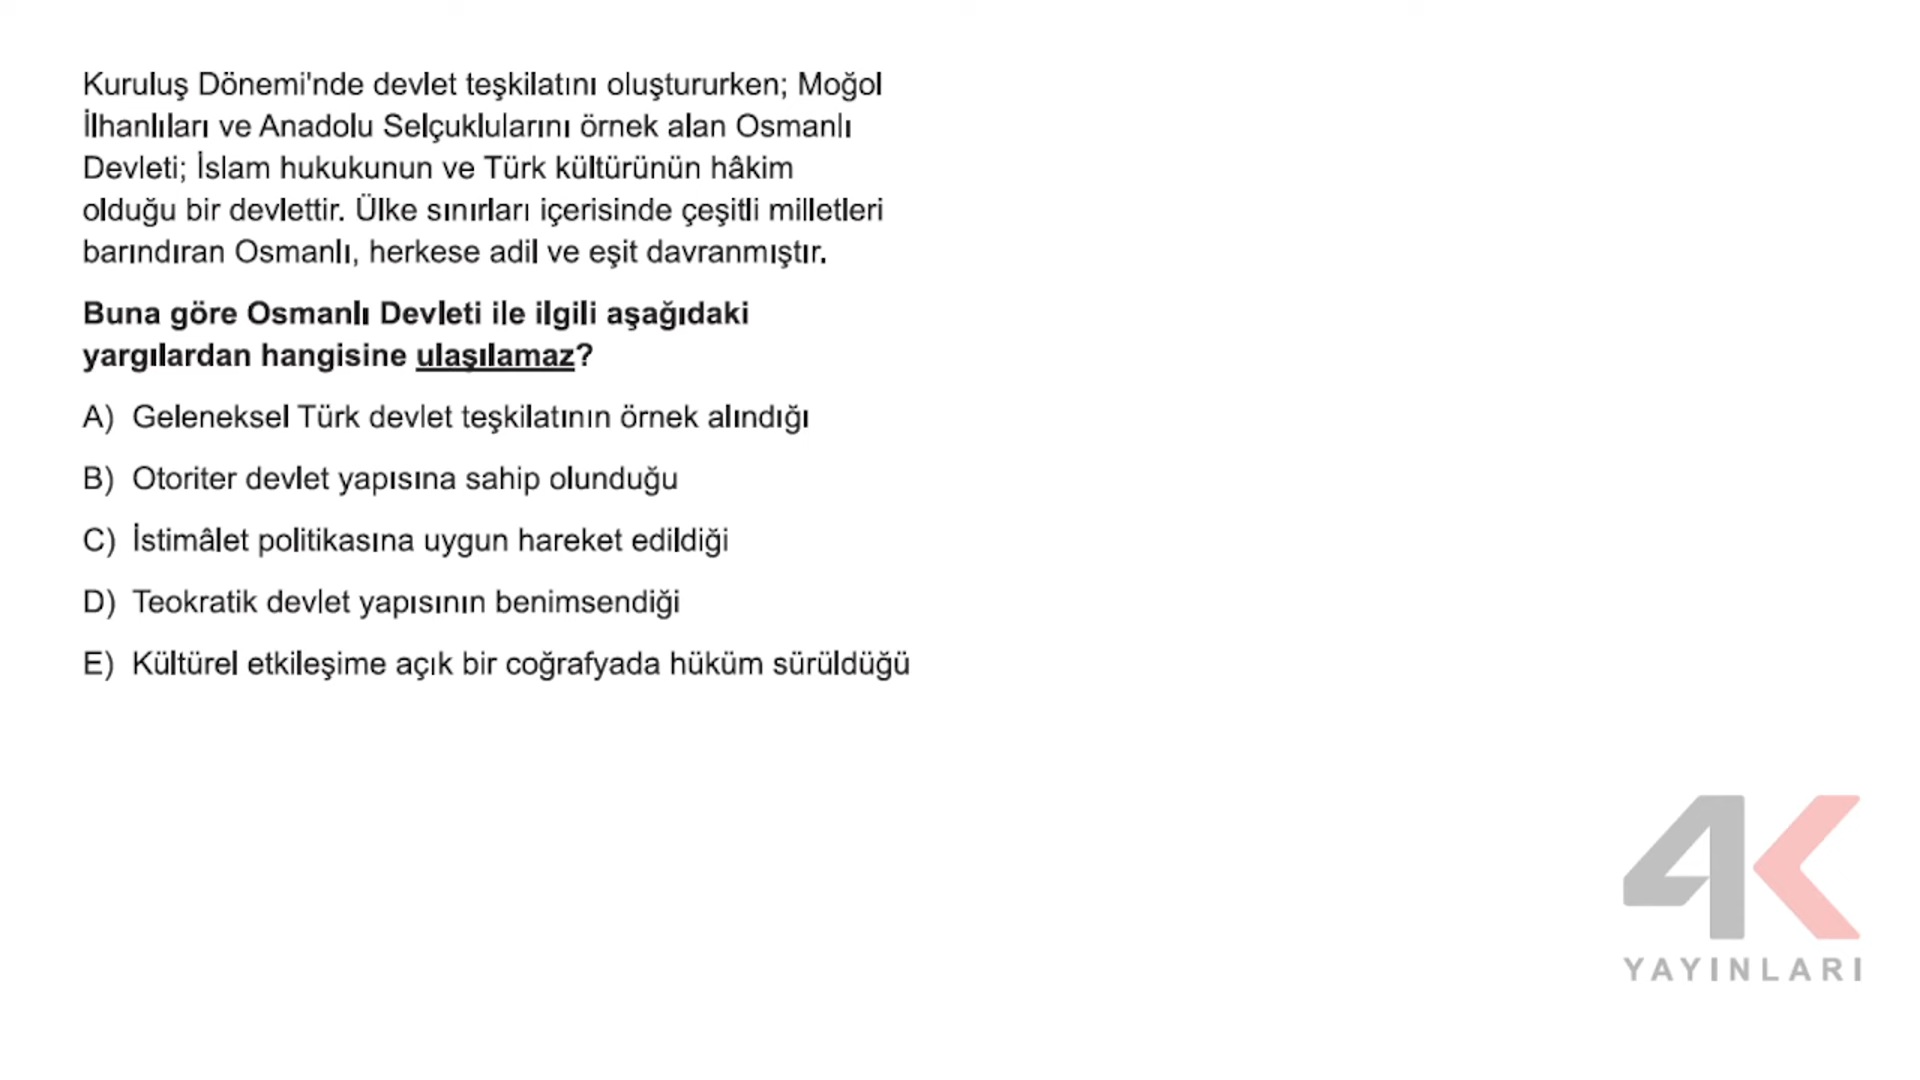 Kuruluş Dönemi'nde devlet teşkilatını oluştururken; Moğol
İlhanlıları ve Anadolu Selçuklularını örnek alan Osmanlı
Devleti; İslam hukukunun ve Türk kültürünün hâkim
olduğu bir devlettir. Ülke sınırları içerisinde çeşitli milletleri
barındıran Osmanlı, herkese adil ve eşit davranmıştır.
Buna göre Osmanlı Devleti ile ilgili aşağıdaki
yargılardan hangisine ulaşılamaz?
A) Geleneksel Türk devlet teşkilatının örnek alındığı
B) Otoriter devlet yapısına sahip olunduğu
C) İstimâlet politikasına uygun hareket edildiği
D) Teokratik devlet yapısının benimsendiği
E) Kültürel etkileşime açık bir coğrafyada hüküm sürüldüğü
4K
YAYINLARI